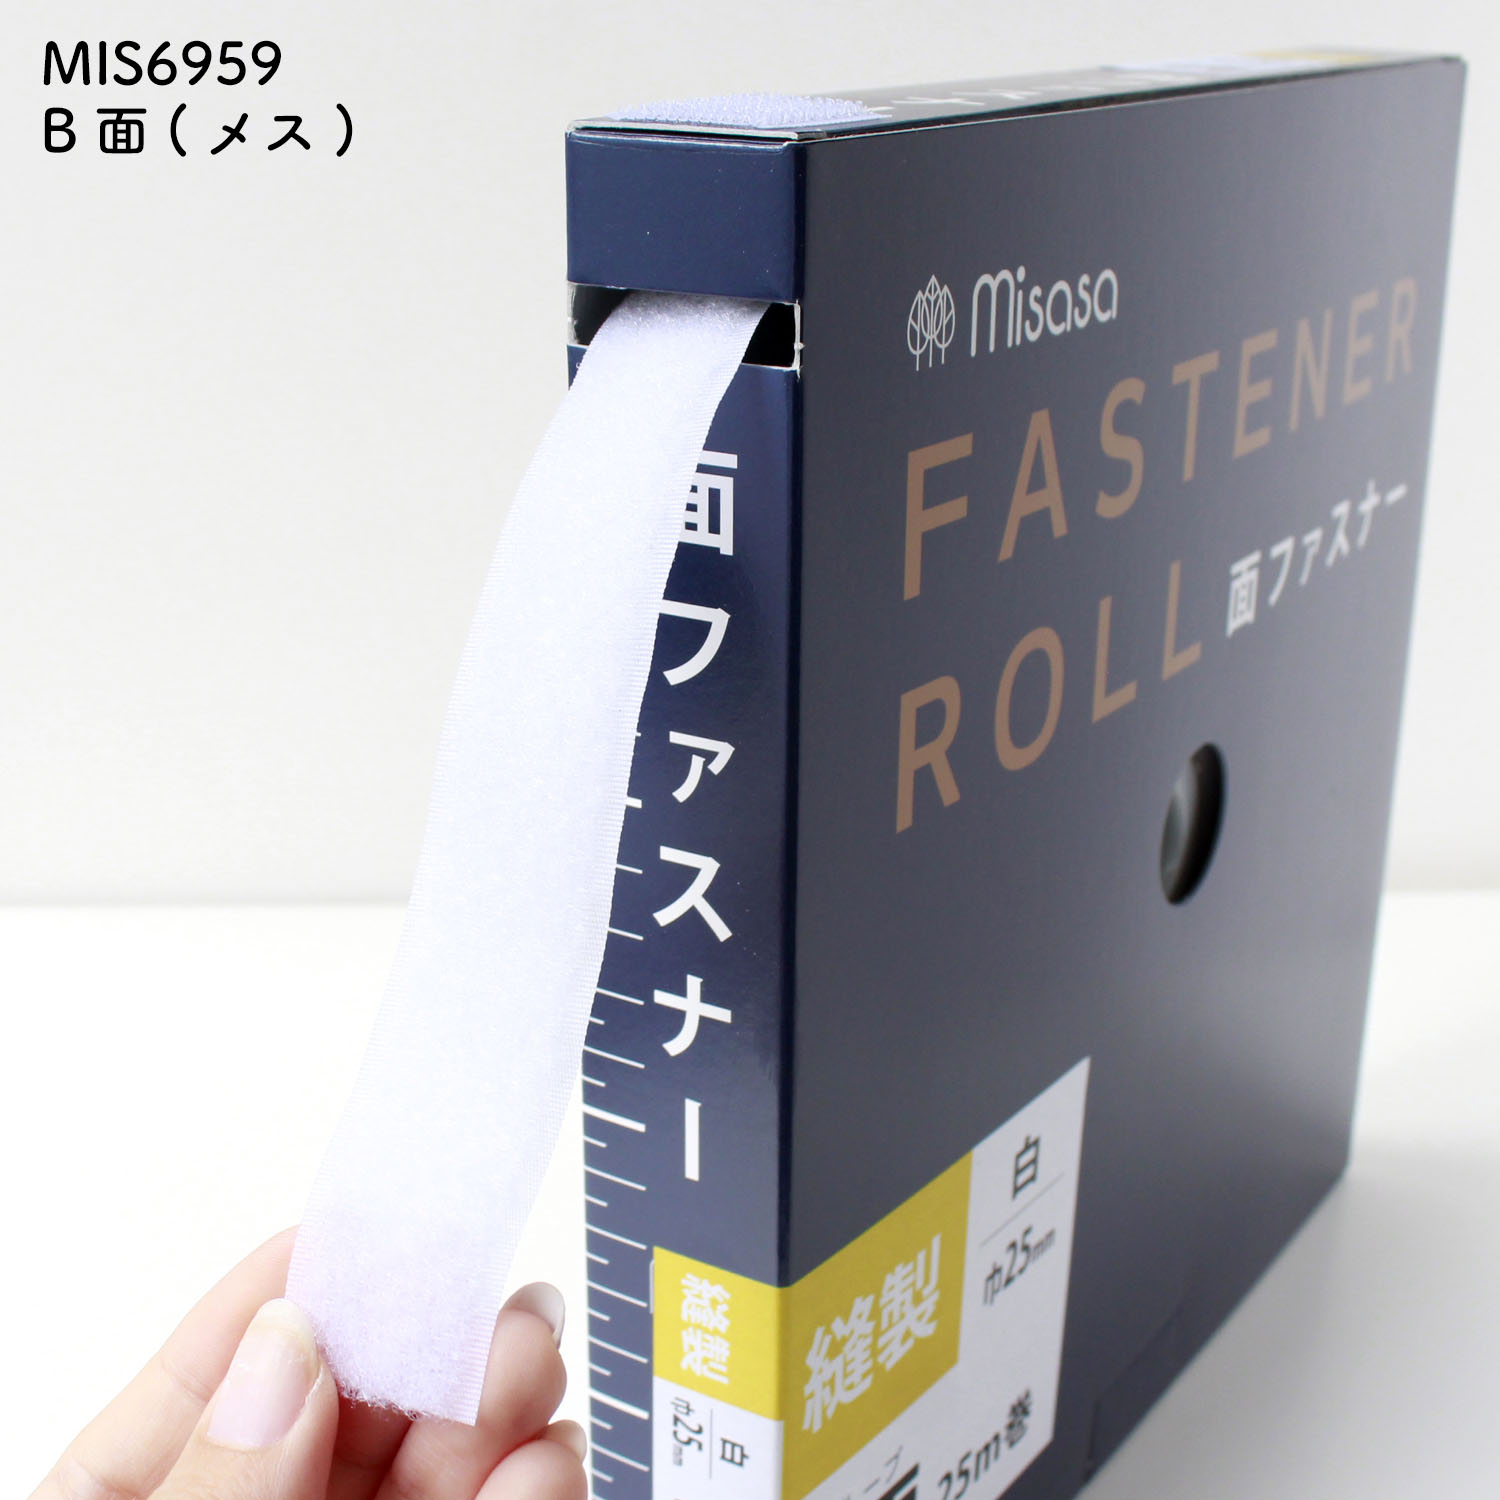 MIS6959
B面(メス)
misasa
FASTENER
ROLL 面ファスナー
面ファスナー
縫製
白
巾25mm
25m巻
縫製
白
巾25mm